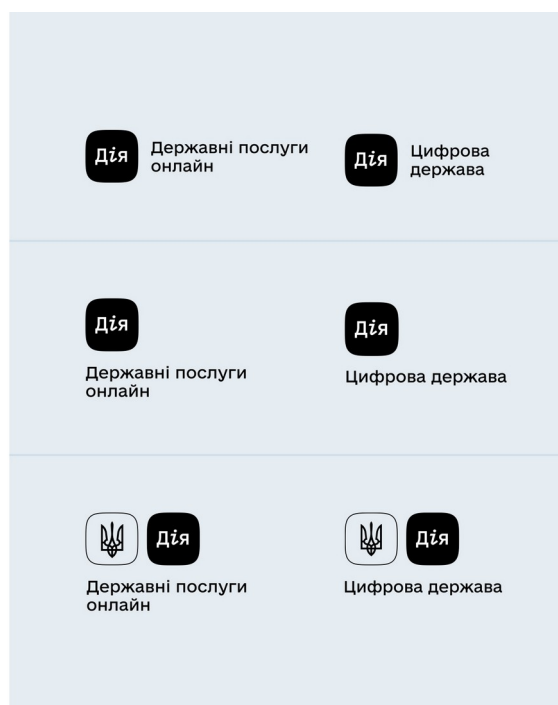 Дія
Державні послуги
онлайн
Дія
Цифрова
держава
Дія
Державні послуги
онлайн
Дія
Цифрова держава
Дія
Державні послуги
онлайн
Дія
Цифрова держава